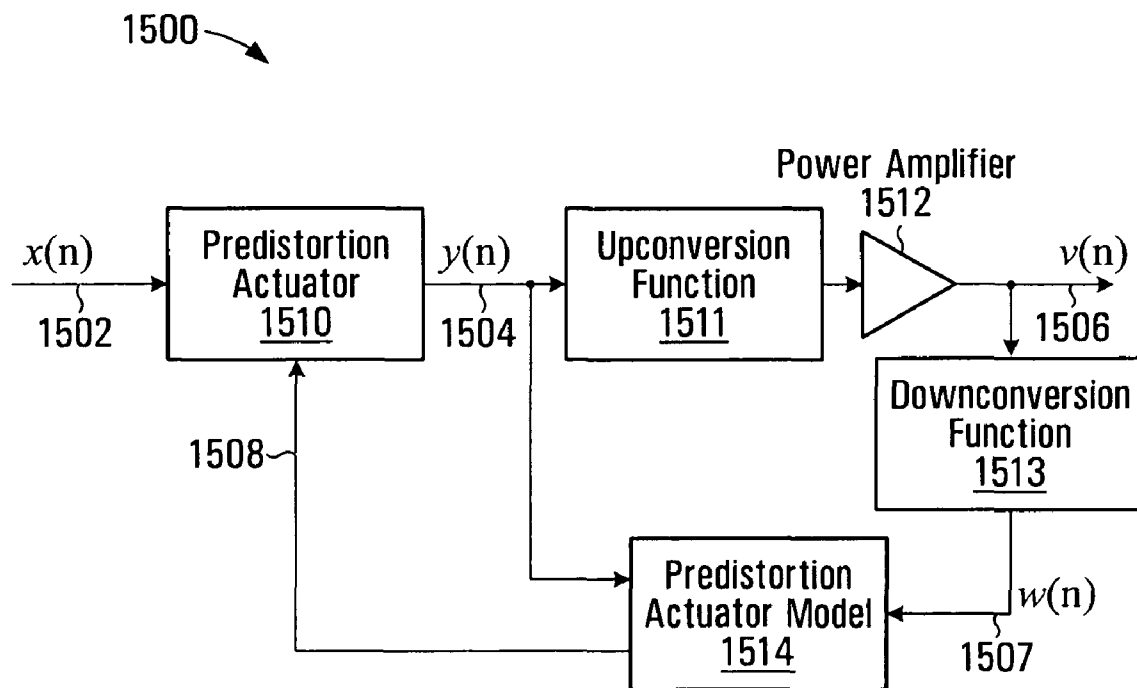 1500
Power Amplifier
1512
x(n)
1502
Predistortion
Actuator
1510
y(n)
1504
Upconversion
Function
1511
v(n)
1506
Downconversion
Function
1513
1508
Predistortion
Actuator Model
1514
w(n)
1507